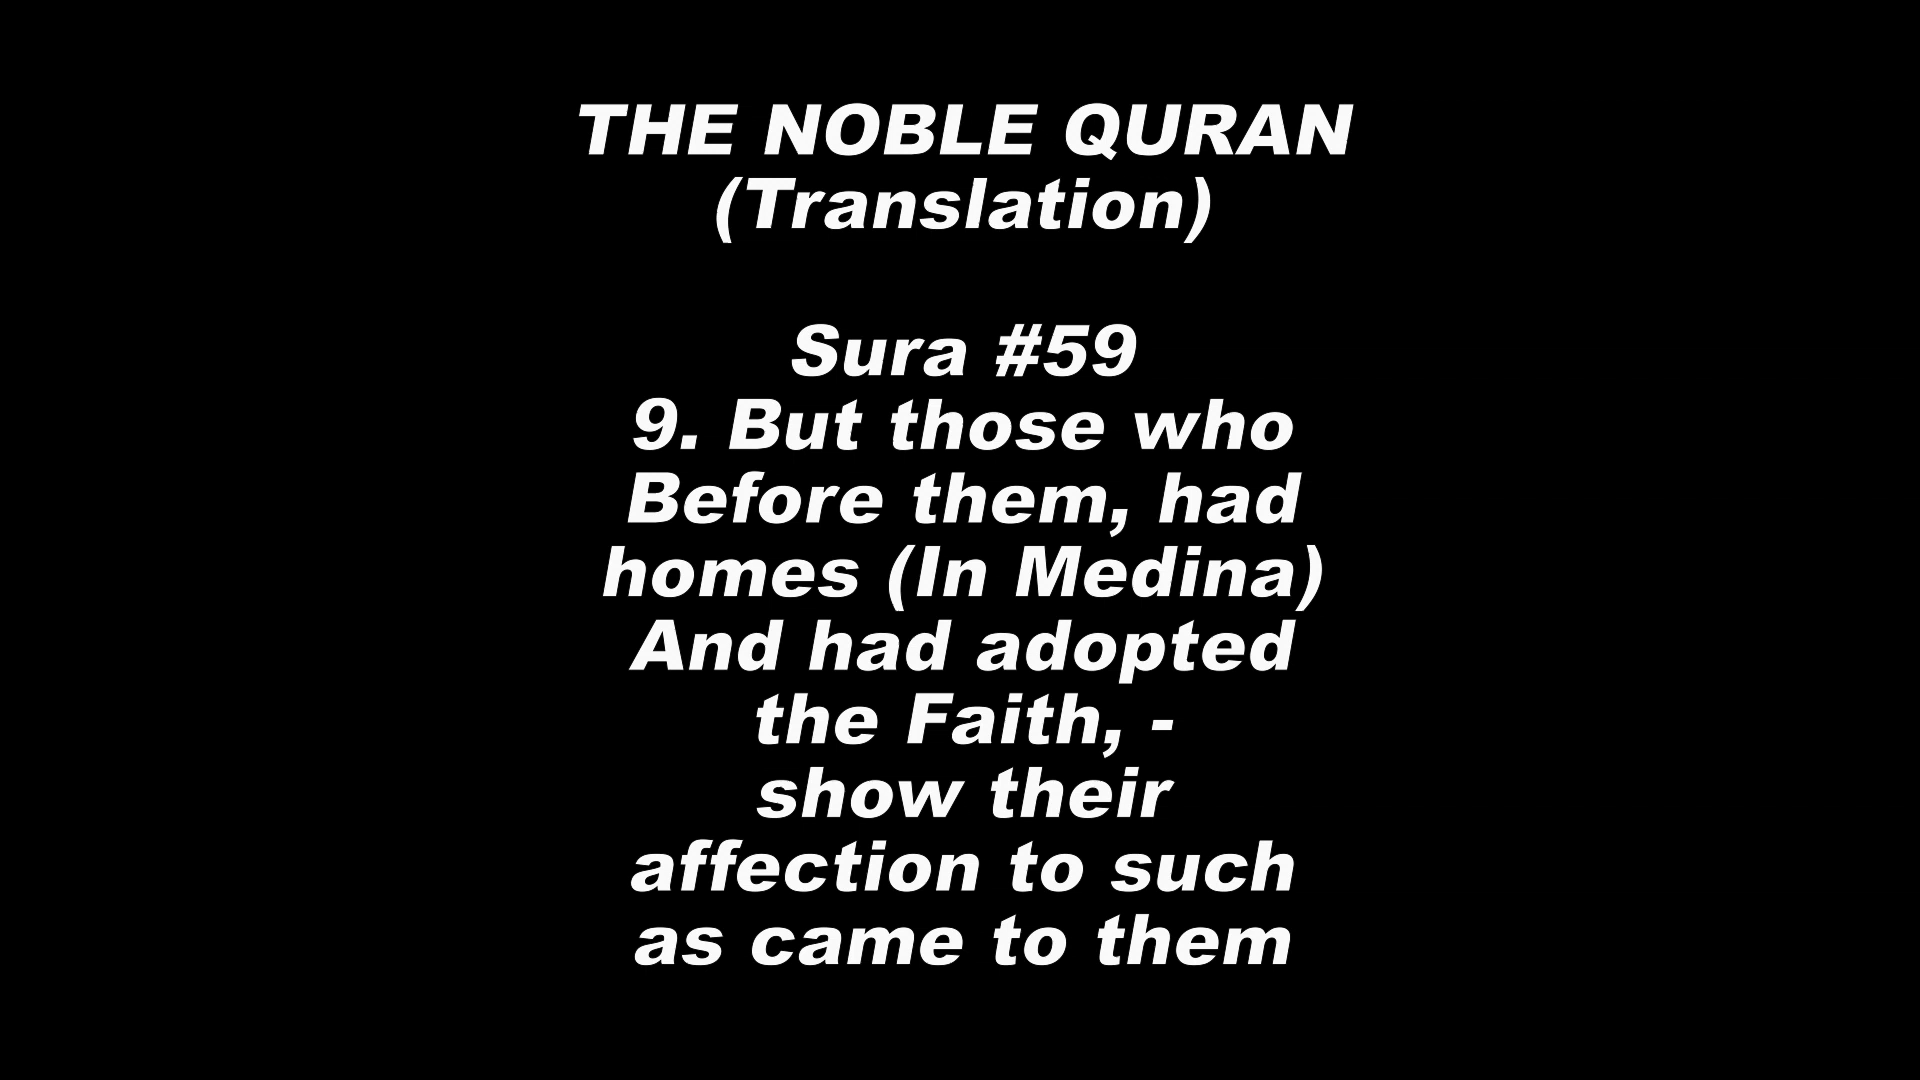 THE NOBLE QURAN
(Translation)
Sura #59
9. But those who
Before them, had
homes (In Medina)
And had adopted
the Faith, -
show their
affection to such
as came to them